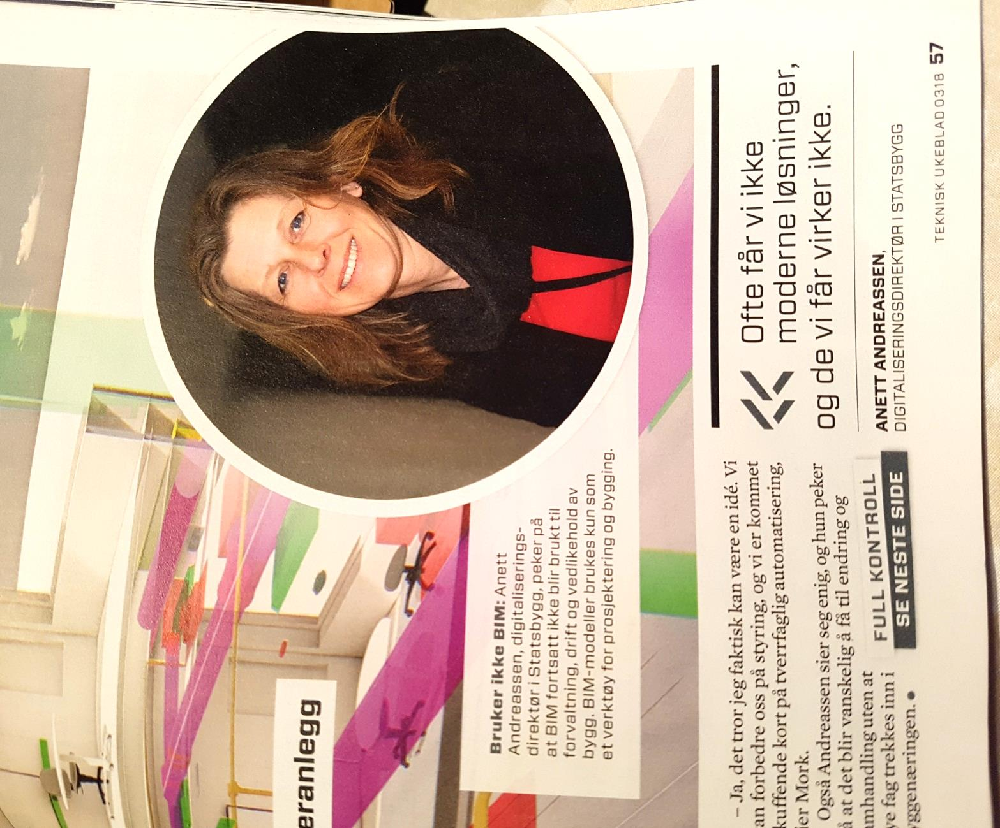 eranlegg
Bruker ikke BIM: Anett
Andreassen, digitaliserings-
direktør i Statsbygg, peker på
at BIM fortsatt ikke blir brukt til
forvaltning, drift og vedlikehold av
bygg. BIM-modeller brukes kun som
et verktøy for prosjektering og bygging.
– Ja, det tror jeg faktisk kan være en idé. Vi
an forbedre oss på styring, og vi er kommet
kuffende kort på tverrfaglig automatisering,
ier Mork.
Også Andreassen sier seg enig, og hun peker
å at det blir vanskelig å få til endring og
amhandling uten at
ye fag trekkes inn i
yggenæringen. ●
FULL KONTROLL
SE NESTE SIDE
« Ofte får vi ikke
moderne løsninger,
og de vi får virker ikke.
ANETT ANDREASSEN,
DIGITALISERINGSDIREKTØR I STATSBYGG
TEKNISK UKEBLAD 0318 57